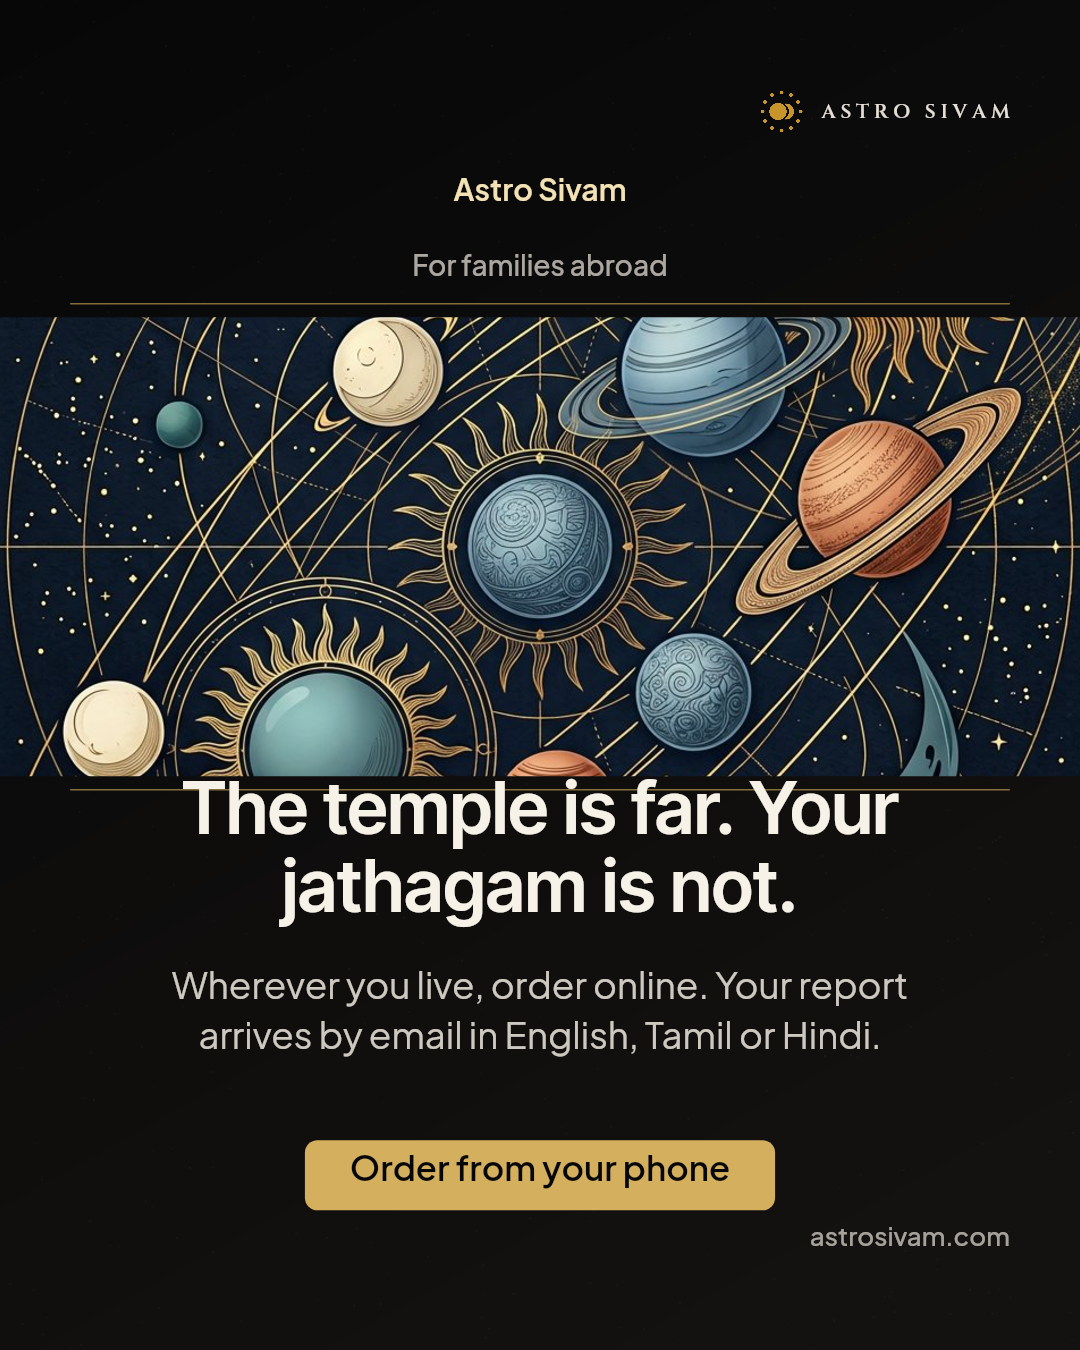 ASTRO SIVAM
Astro Sivam
For families abroad
The temple is far. Your
jathagam is not.
Wherever you live, order online. Your report
arrives by email in English, Tamil or Hindi.
Order from your phone
astrosivam.com